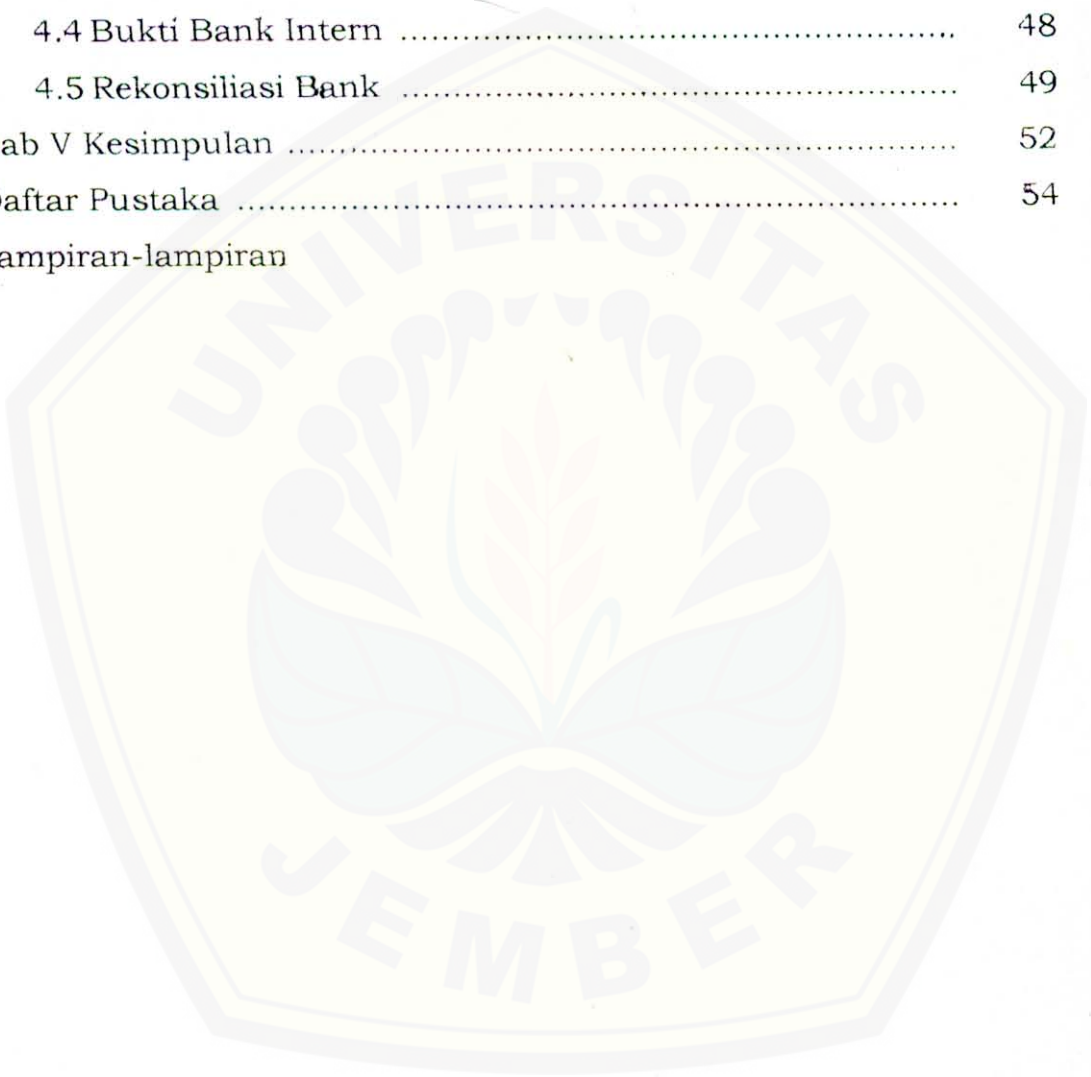 4.4 Bukti Bank Intern ........................................................ 48
4.5 Rekonsiliasi Bank ........................................................ 49
ab V Kesimpulan .................................................................. 52
aftar Pustaka ....................................................................... 54
ampiran-lampiran
UNIVERSITAS
JEMBER